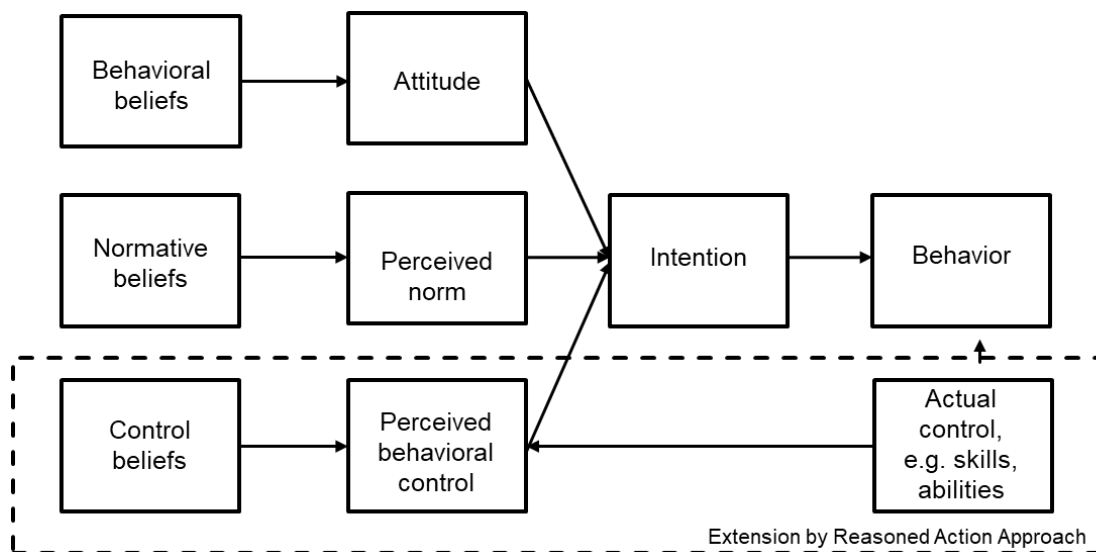 Behavioral
beliefs
Attitude
Normative
beliefs
Perceived
norm
Intention
Behavior
Control
beliefs
Perceived
behavioral
control
Actual
control,
e.g. skills,
abilities
Extension by Reasoned Action Approach